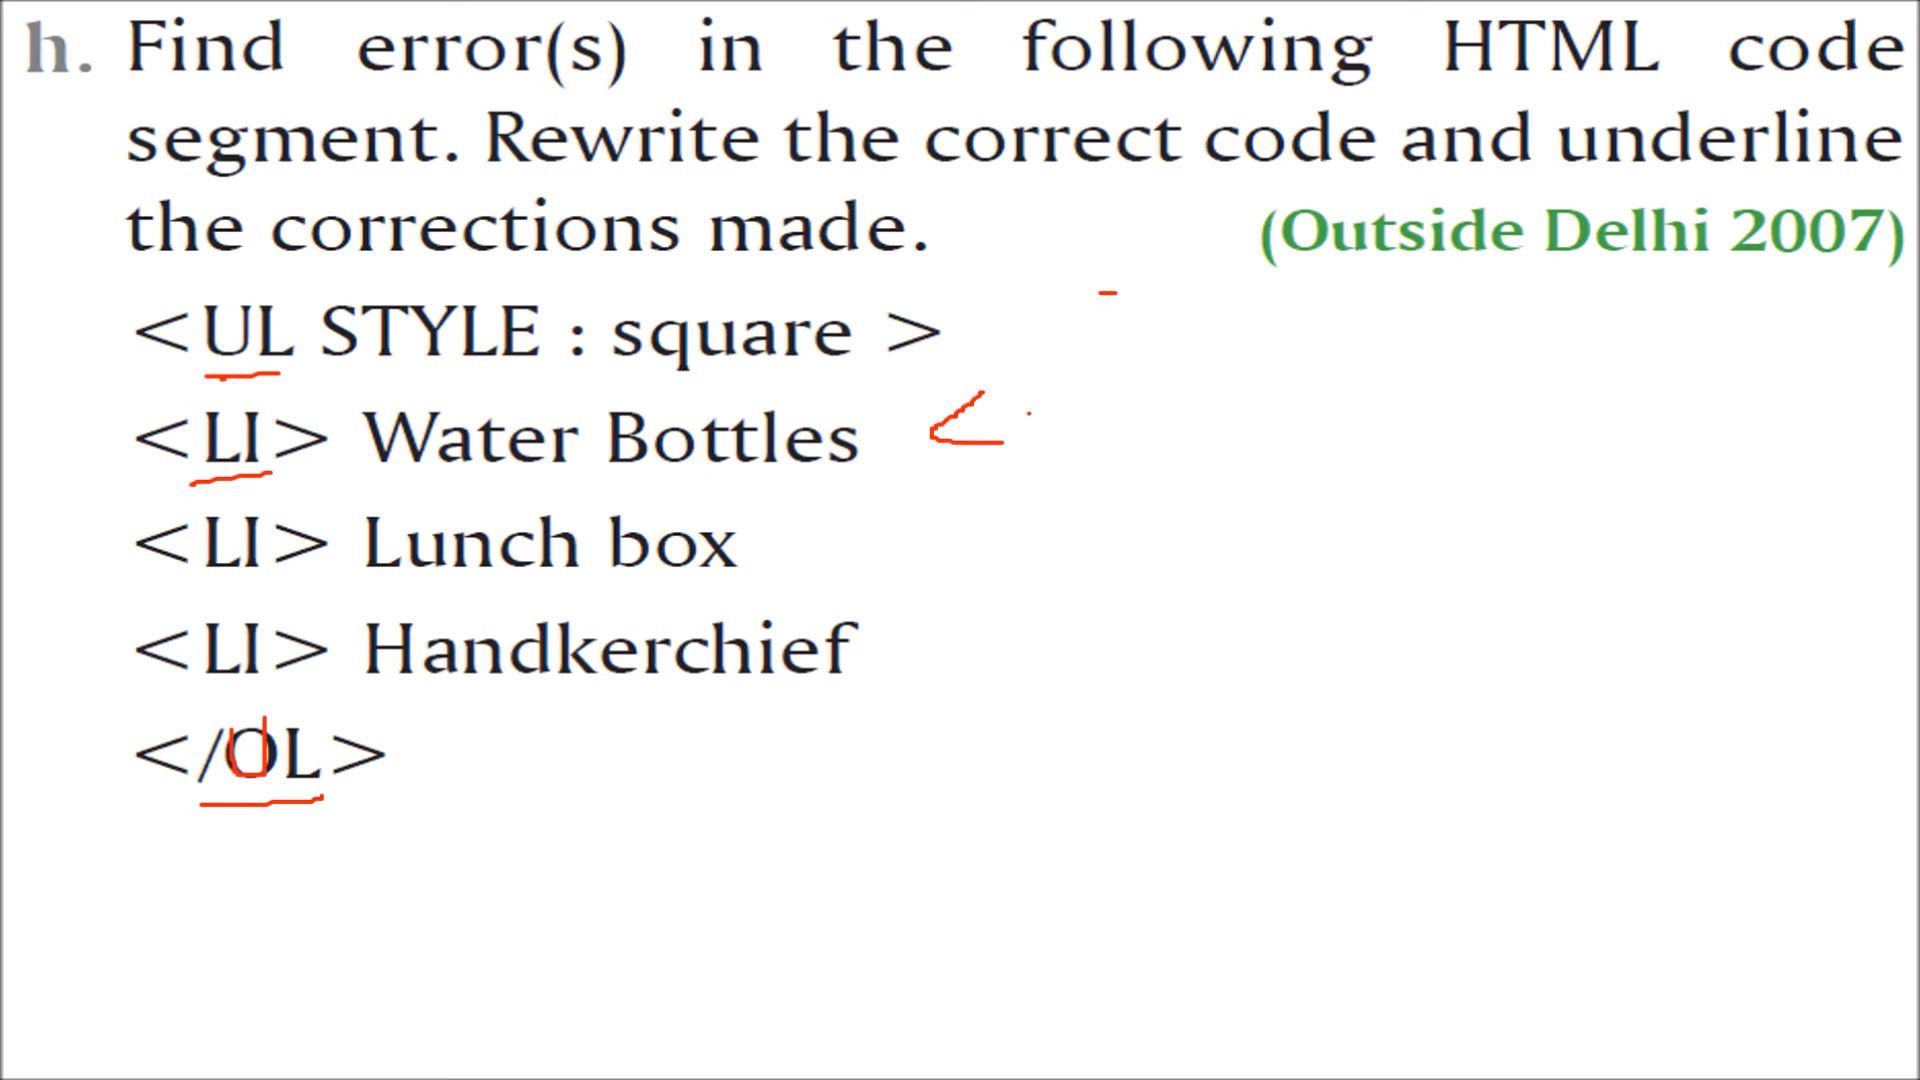 h. Find error(s) in the following HTML code
segment. Rewrite the correct code and underline
the corrections made. (Outside Delhi 2007)
<UL STYLE : square >
<LI> Water Bottles <
<LI> Lunch box
<LI> Handkerchief
</OL>